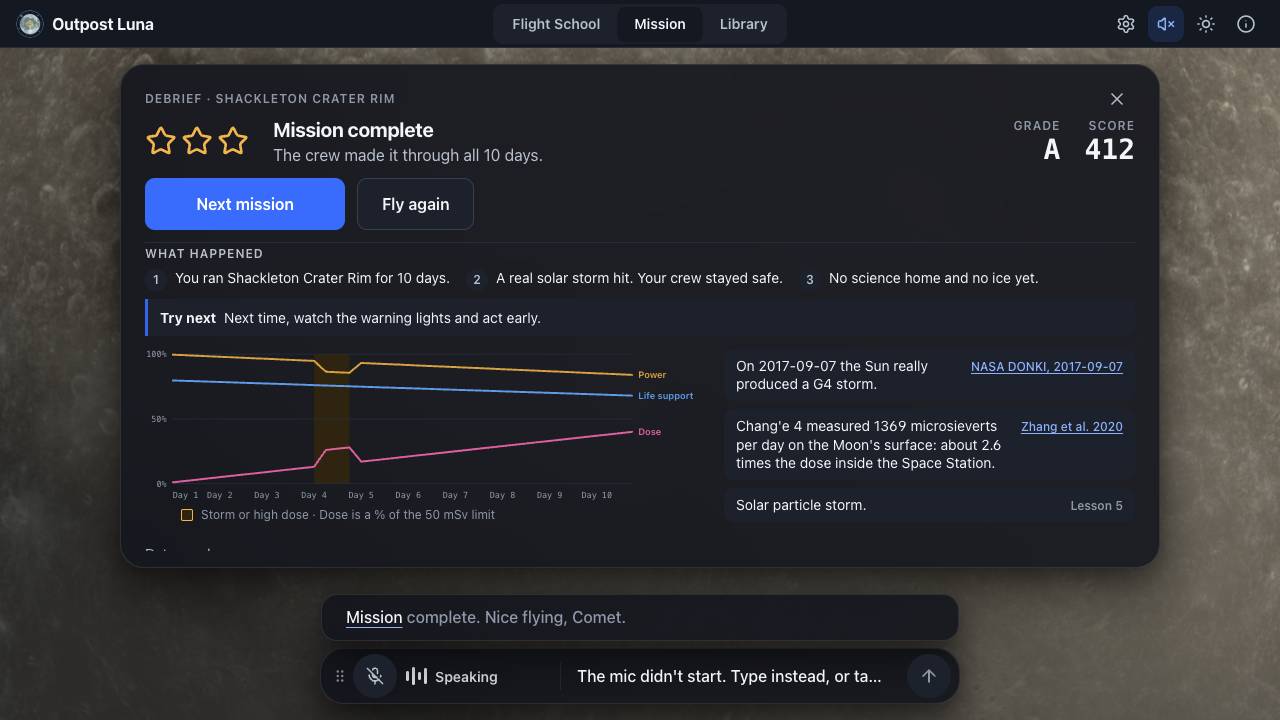 Outpost Luna
Flight School
Mission
Library
DEBRIEF · SHACKLETON CRATER RIM
Mission complete
The crew made it through all 10 days.
GRADE
A
SCORE
412
Next mission
Fly again
WHAT HAPPENED
1 You ran Shackleton Crater Rim for 10 days.
2 A real solar storm hit. Your crew stayed safe.
3 No science home and no ice yet.
Try next Next time, watch the warning lights and act early.
100%
50%
0%
Power
Life support
Dose
Day 1 Day 2 Day 3 Day 4 Day 5 Day 6 Day 7 Day 8 Day 9 Day 10
Storm or high dose · Dose is a % of the 50 mSv limit
On 2017-09-07 the Sun really
produced a G4 storm.
NASA DONKI, 2017-09-07
Chang'e 4 measured 1369 microsieverts
per day on the Moon's surface: about 2.6
times the dose inside the Space Station.
Zhang et al. 2020
Solar particle storm.
Lesson 5
Mission complete. Nice flying, Comet.
Speaking
The mic didn't start. Type instead, or ta...